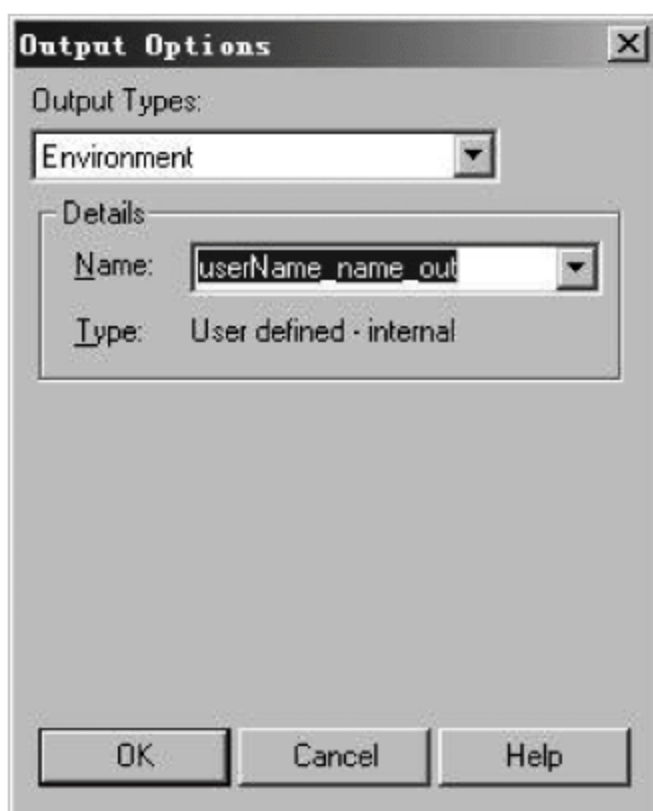 Output Options
Output Types:
Environment
Details
Name: userName_name_out
Type: User defined - internal
OK Cancel Help